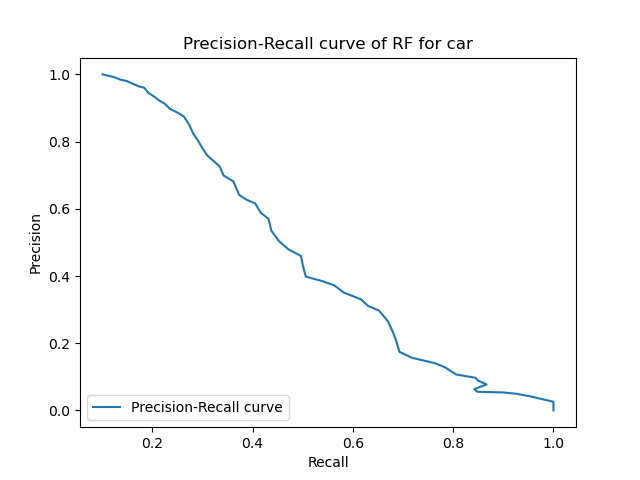 Precision-Recall curve of RF for car
1.0
0.8
0.6
0.4
0.2
0.0
Precision
Precision-Recall curve
0.2 0.4 0.6 0.8 1.0
Recall